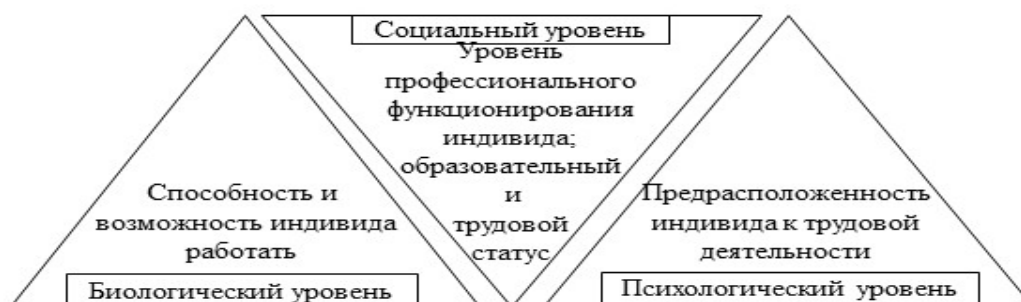 Социальный уровень
Уровень
профессионального
функционирования
индивида;
образовательный
и
трудовой
статус
Способность и
возможность индивида
работать
Биологический уровень
Предрасположенность
индивида к трудовой
деятельности
Психологический уровень